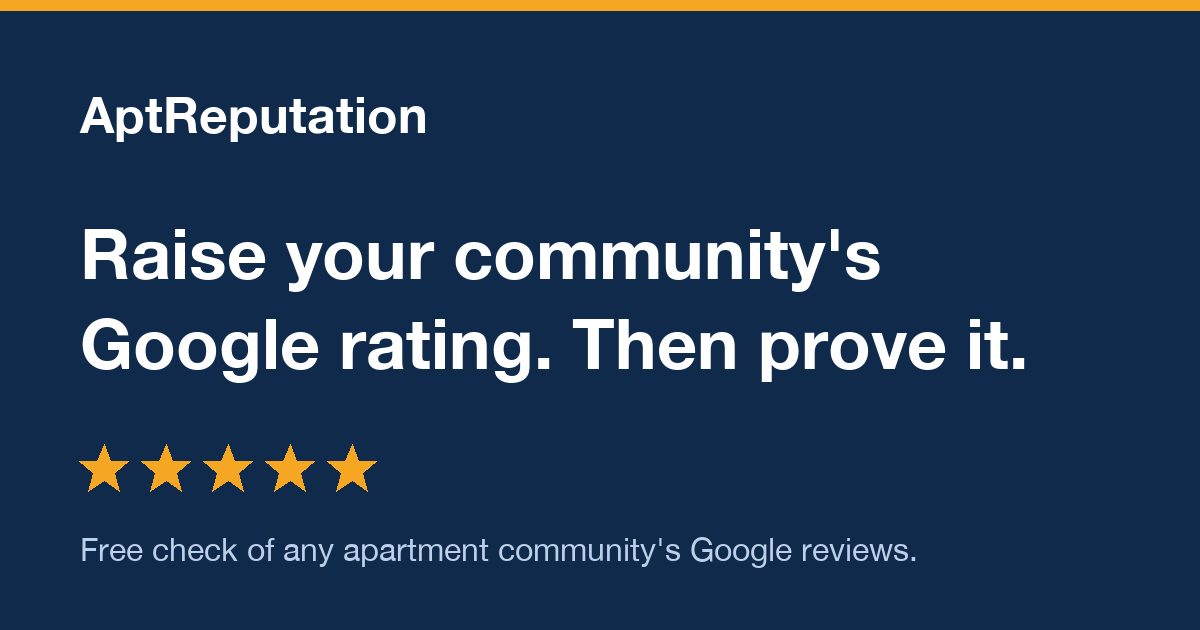 AptReputation
Raise your community's
Google rating. Then prove it.
Free check of any apartment community's Google reviews.